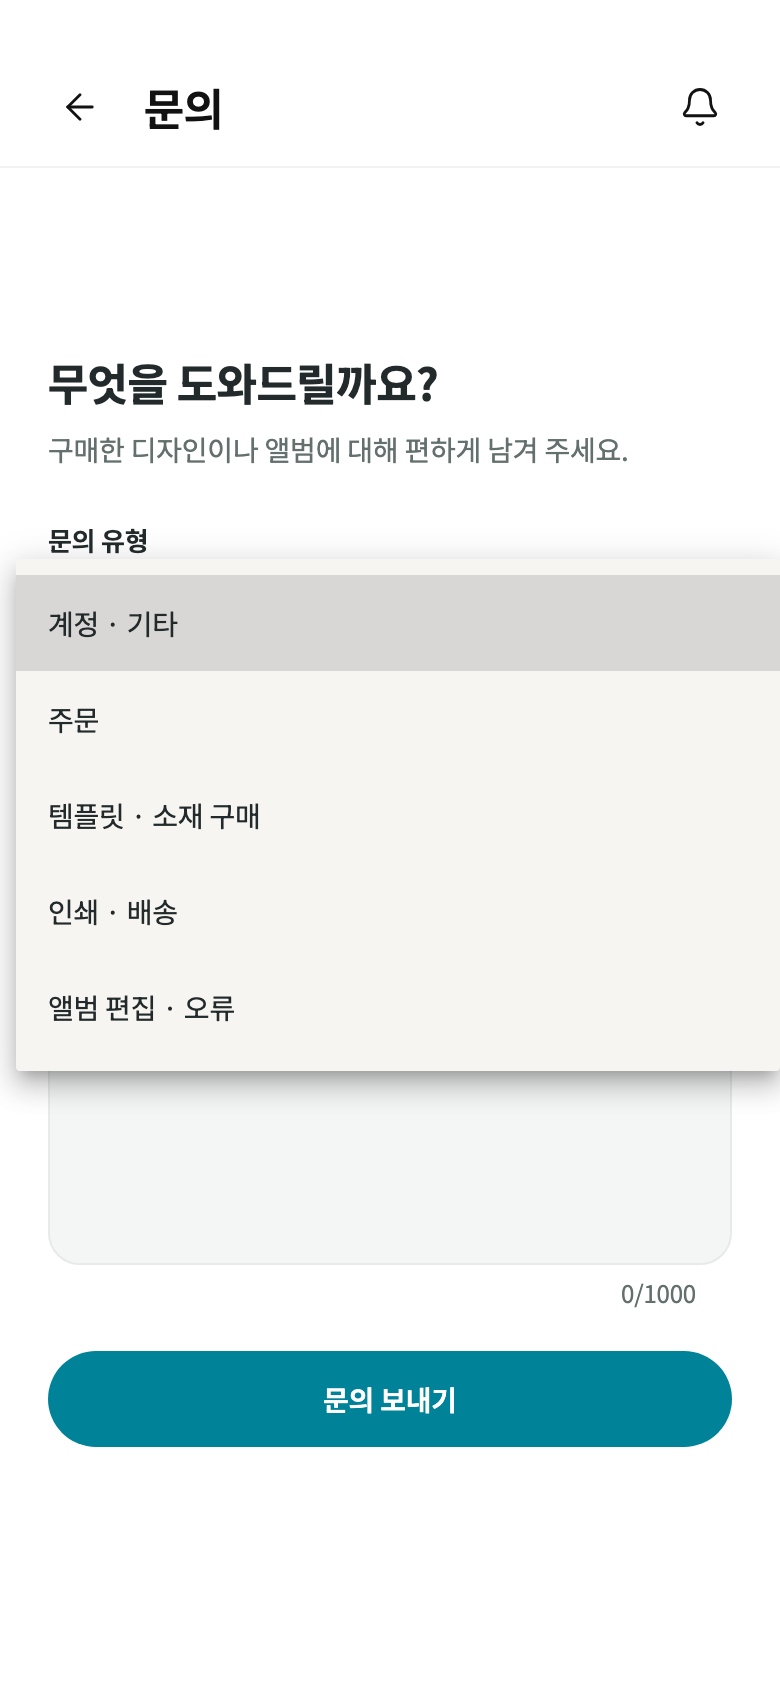 문의
무엇을 도와드릴까요?
구매한 디자인이나 앨범에 대해 편하게 남겨 주세요.
문의 유형
계정 · 기타
주문
템플릿 · 소재 구매
인쇄 · 배송
앨범 편집 · 오류
0/1000
문의 보내기